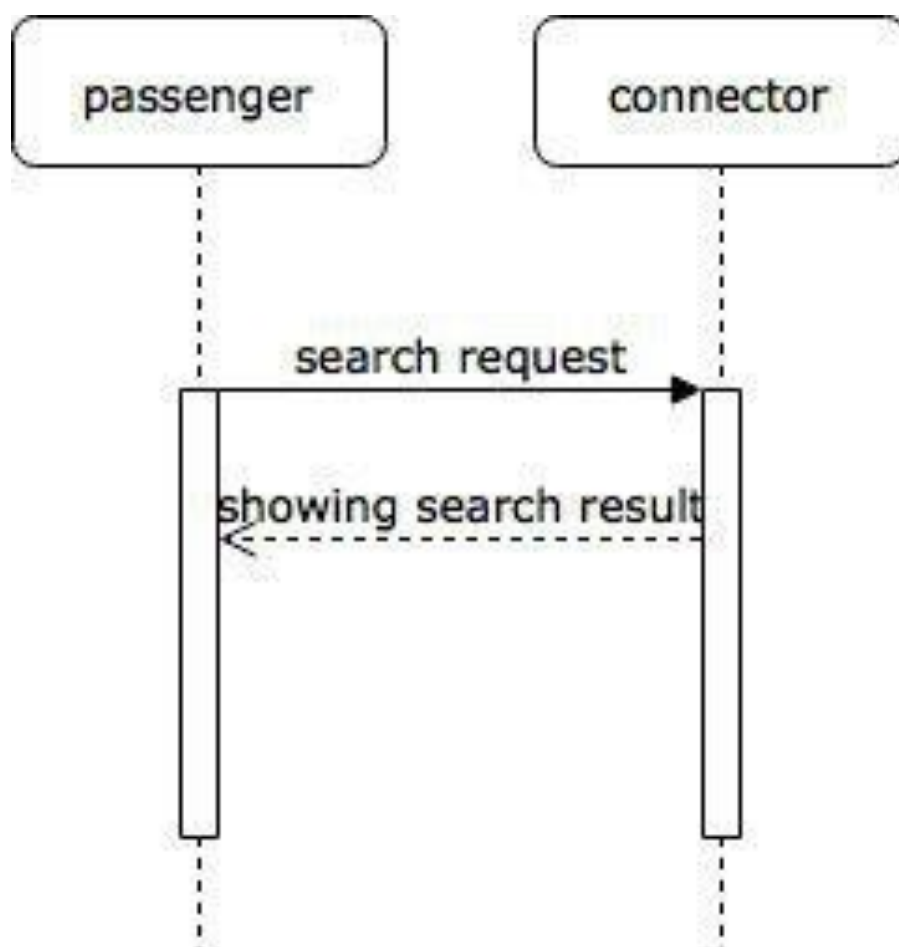 passenger
connector
search request
showing search result